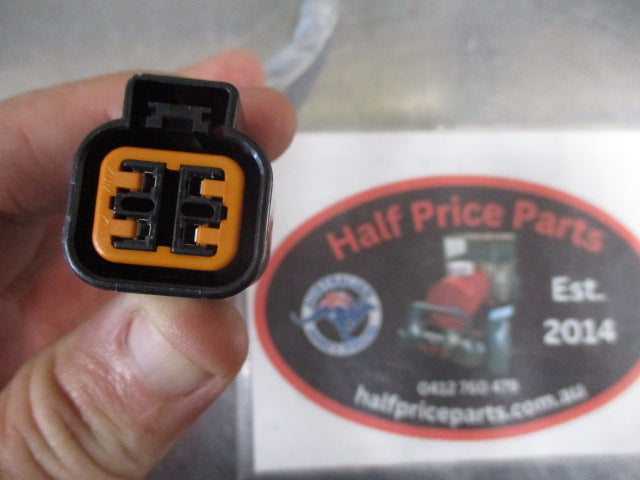 Half Price Parts
Est.
2014
0412 760 479
halfpriceparts.com.au